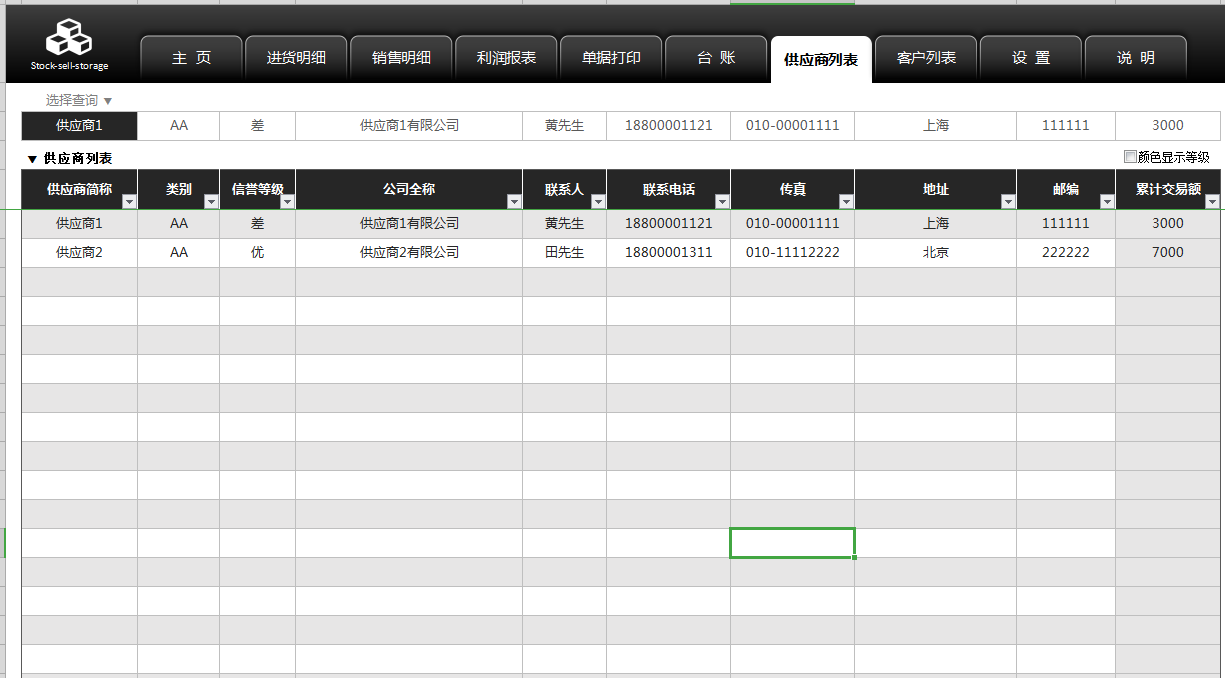 Stock-sell-storage
主 页 进货明细 销售明细 利润报表 单据打印 台 账 供应商列表 客户列表 设 置 说 明
选择查询 ▼
供应商1 AA 差 供应商1有限公司 黄先生 18800001121 010-00001111 上海 111111 3000
▼ 供应商列表 颜色显示等级
供应商简称 类别 信誉等级 公司全称 联系人 联系电话 传真 地址 邮编 累计交易额
供应商1 AA 差 供应商1有限公司 黄先生 18800001121 010-00001111 上海 111111 3000
供应商2 AA 优 供应商2有限公司 田先生 18800001311 010-11112222 北京 222222 7000